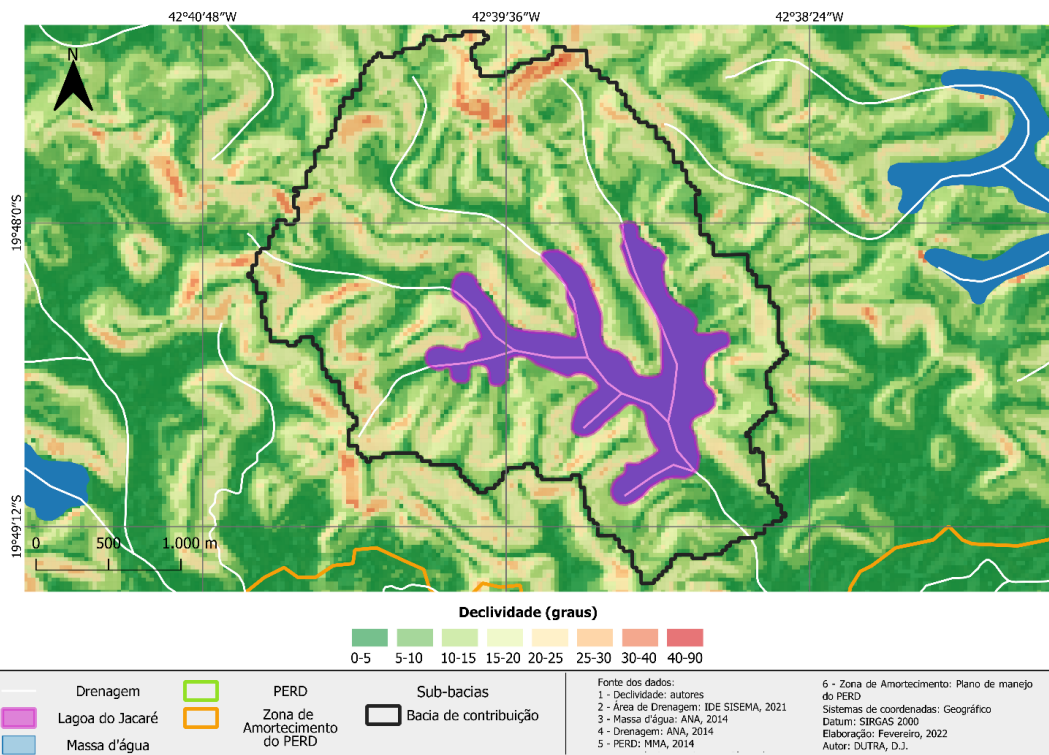 42°40'48"W
42°39'36"W
42°38'24"W
N
19°48'0"S
19°49'12"S
0 500 1.000 m
Declividade (graus)
0-5 5-10 10-15 15-20 20-25 25-30 30-40 40-90
Drenagem
Lagoa do Jacaré
Massa d'água
PERD
Zona de
Amortecimento
do PERD
Sub-bacias
Bacia de contribuição
Fonte dos dados:
1 - Declividade: autores
2 - Área de Drenagem: IDE SISEMA, 2021
3 - Massa d'água: ANA, 2014
4 - Drenagem: ANA, 2014
5 - PERD: MMA, 2014
6 - Zona de Amortecimento: Plano de manejo
do PERD
Sistemas de coordenadas: Geográfico
Datum: SIRGAS 2000
Elaboração: Fevereiro, 2022
Autor: DUTRA, D.J.